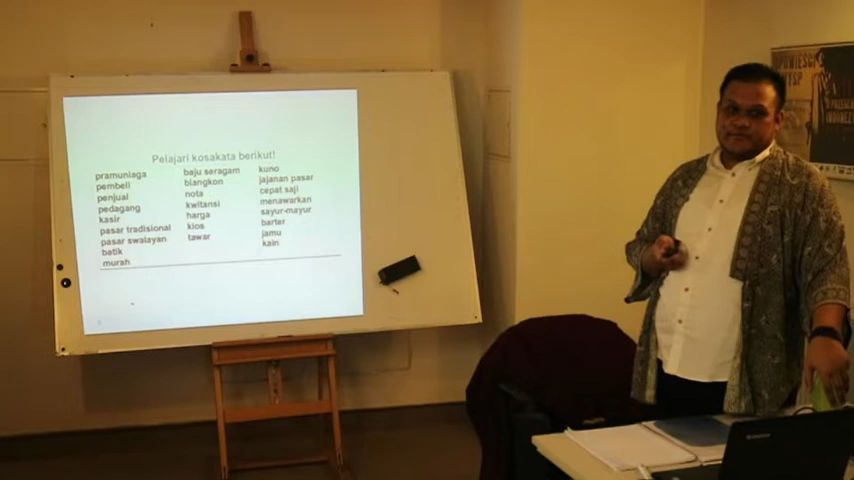 Pelajari kosakata berikut!
pramuniaga
pembeli
penjual
pedagang
kasir
pasar tradisional
pasar swalayan
batik
murah
baju seragam
blangkon
nota
kwitansi
harga
kios
tawar
kuno
jajanan pasar
cepat saji
menawarkan
sayur-mayur
barter
jamu
kain